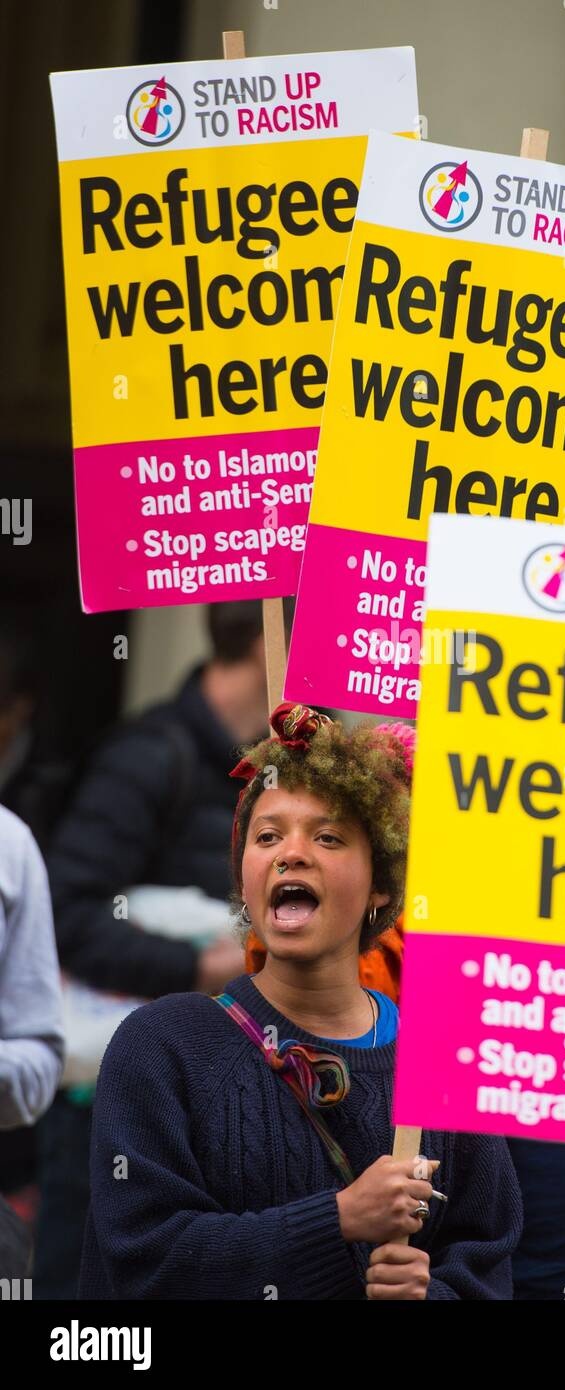 STAND UP
TO RACISM
Refugee
welcom
here
No to Islamop
and anti-Sem
Stop scapeg
migrants
STAND
TO RA
Refuge
welcon
here
No to
and a
Stop
migra
Ref
we
h
No to
and a
Stop
migra
alamy